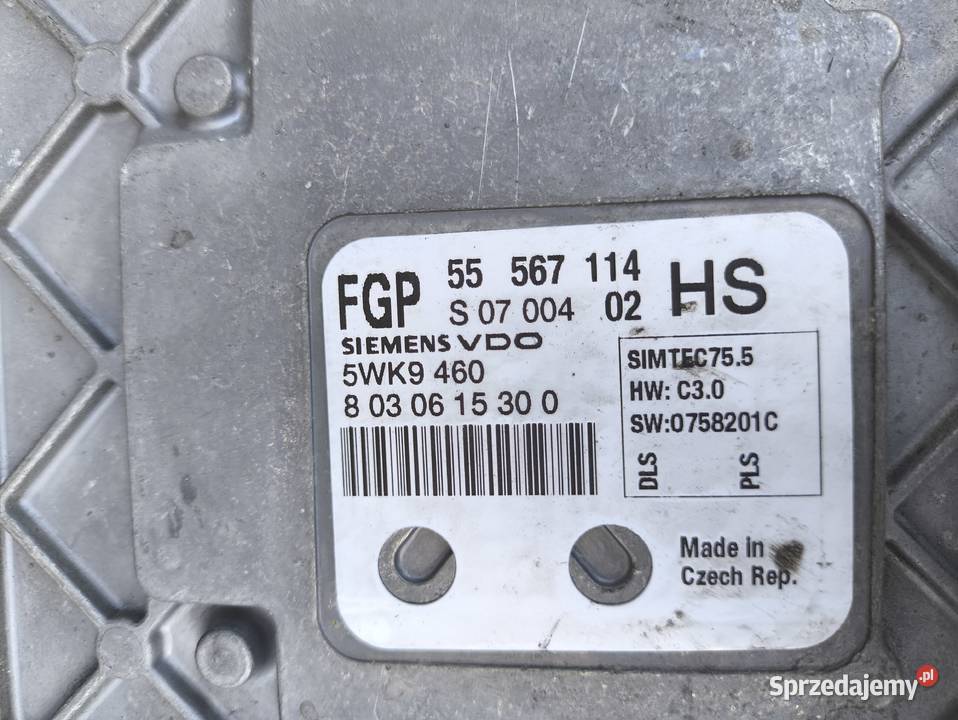 FGP 55 567 114 HS
S 07 004 02
SIEMENS VDO
5WK9 460
8 03 06 15 30 0
SIMTEC75.5
HW: C3.0
SW:0758201C
DLS PLS
Made in
Czech Rep.
Sprzedajemy.pl